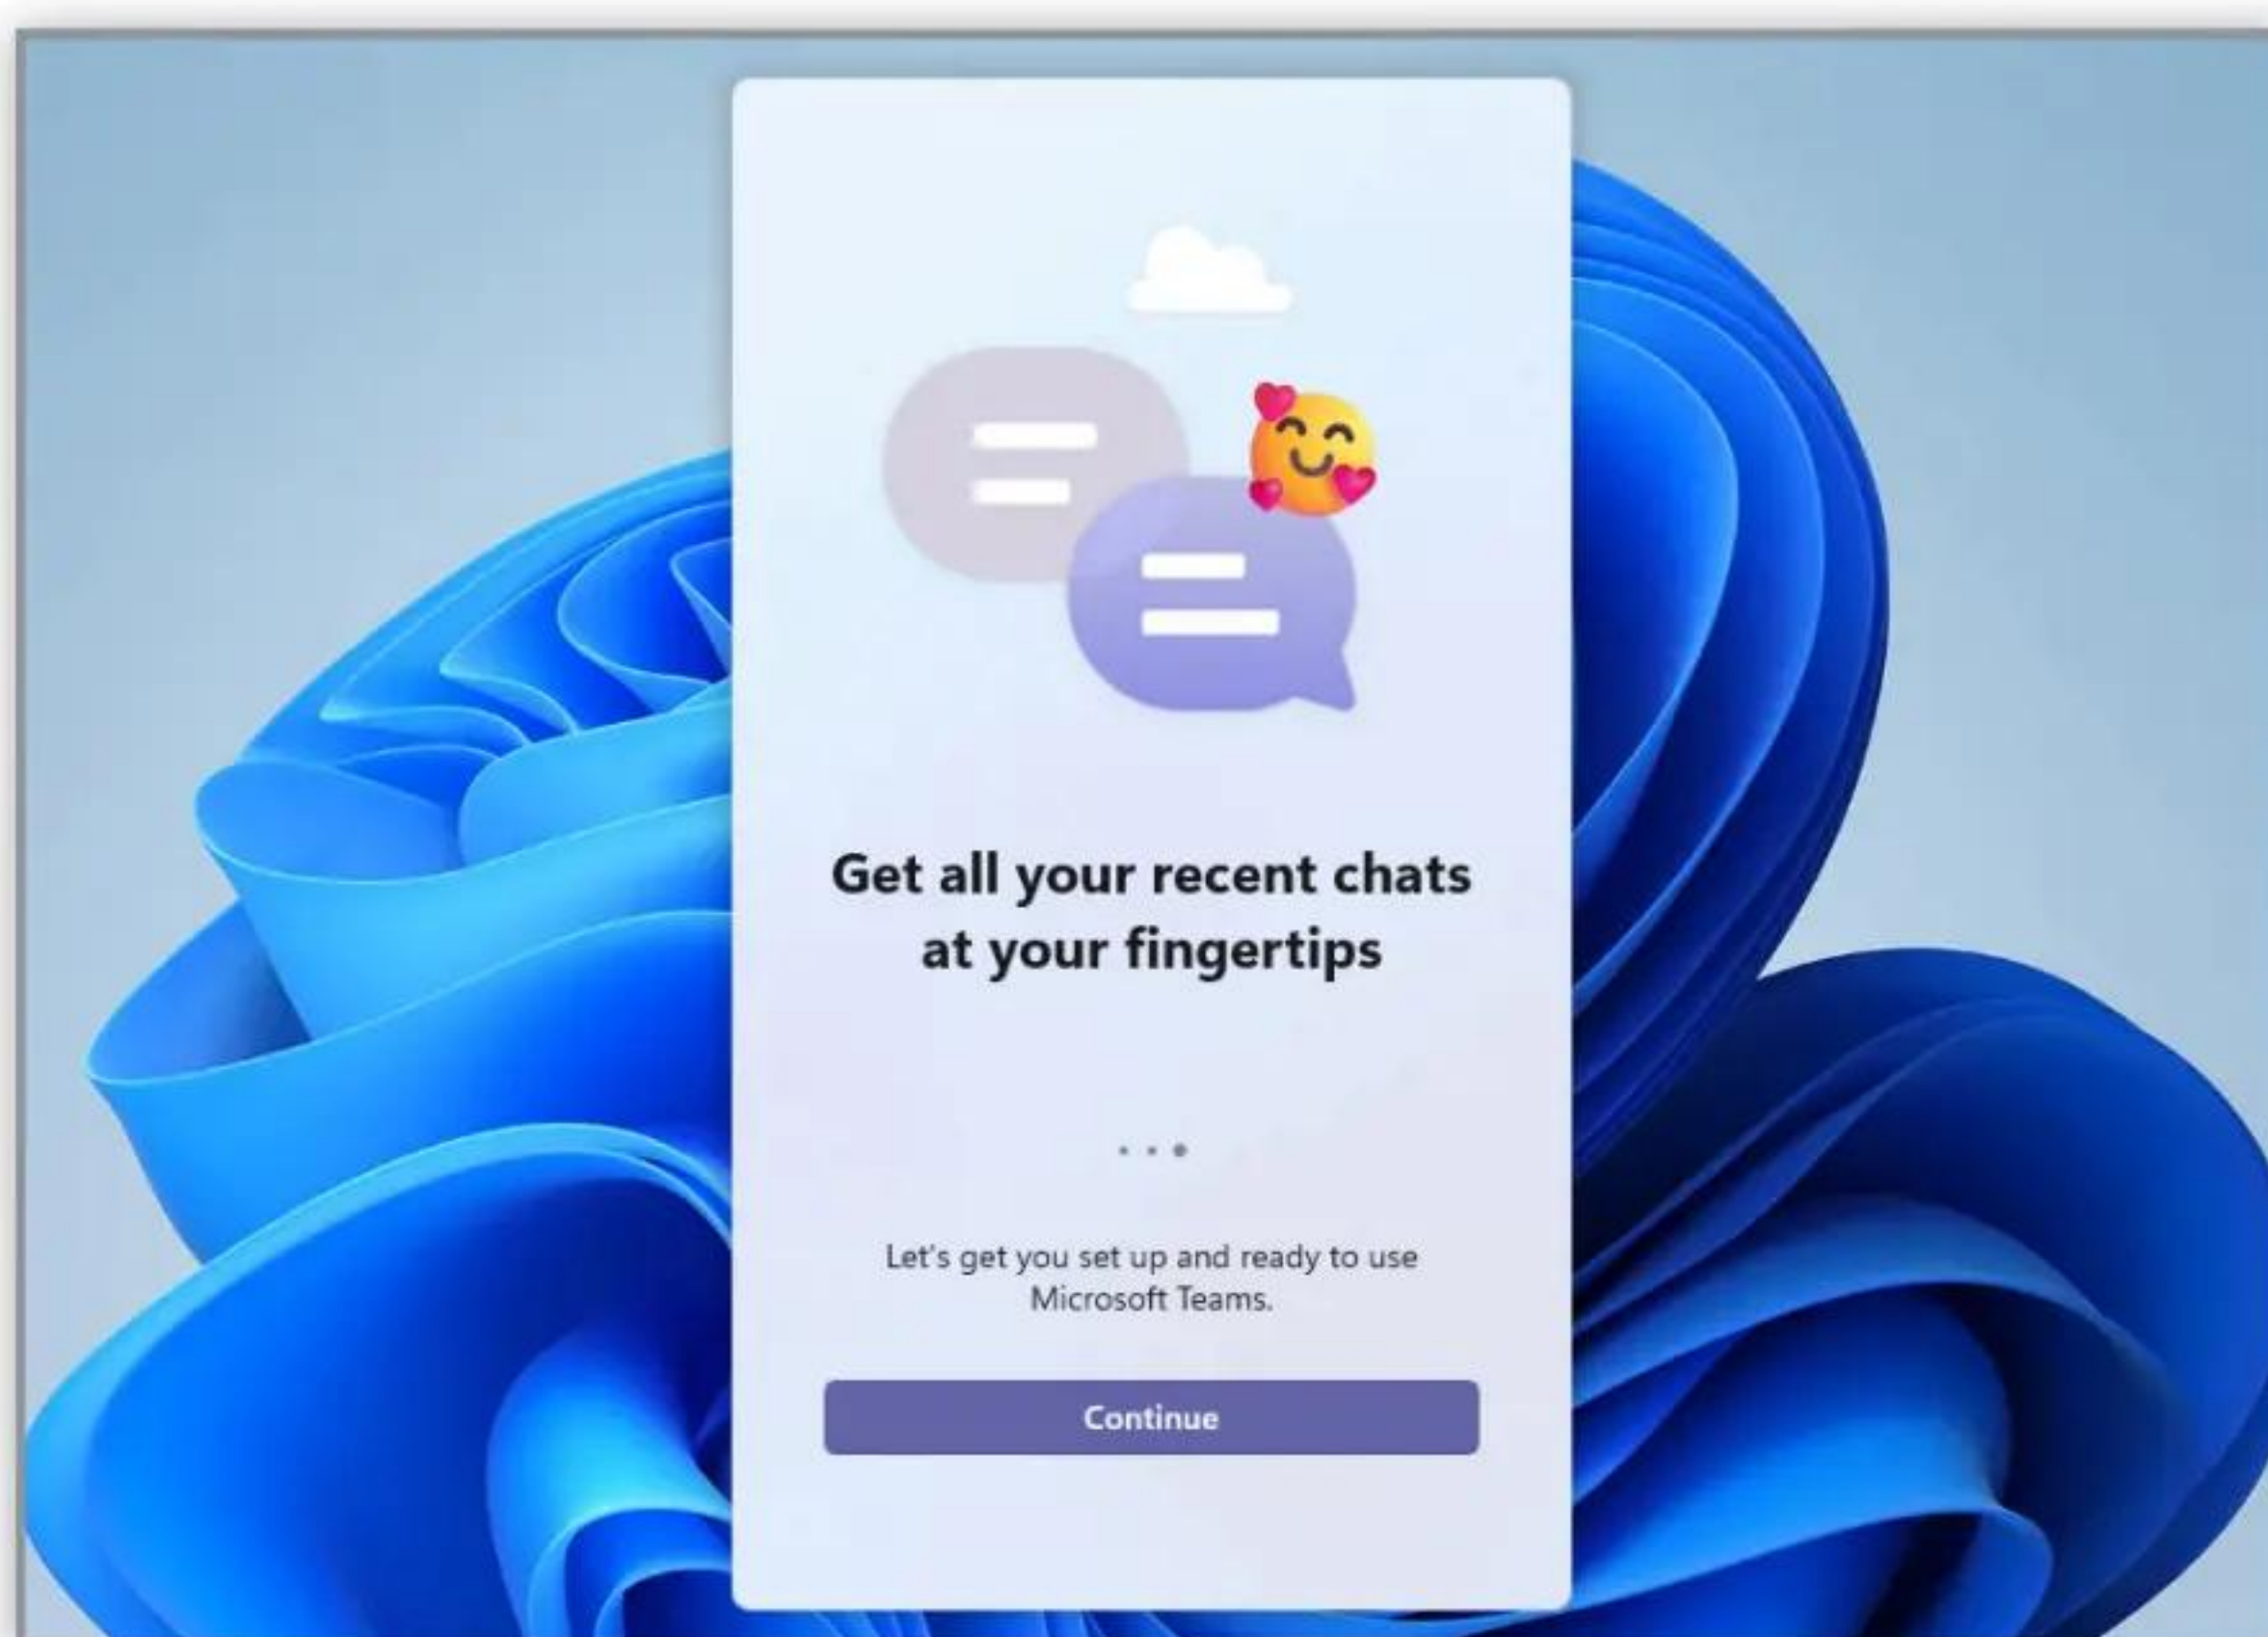 Get all your recent chats
at your fingertips
Let's get you set up and ready to use
Microsoft Teams.
Continue